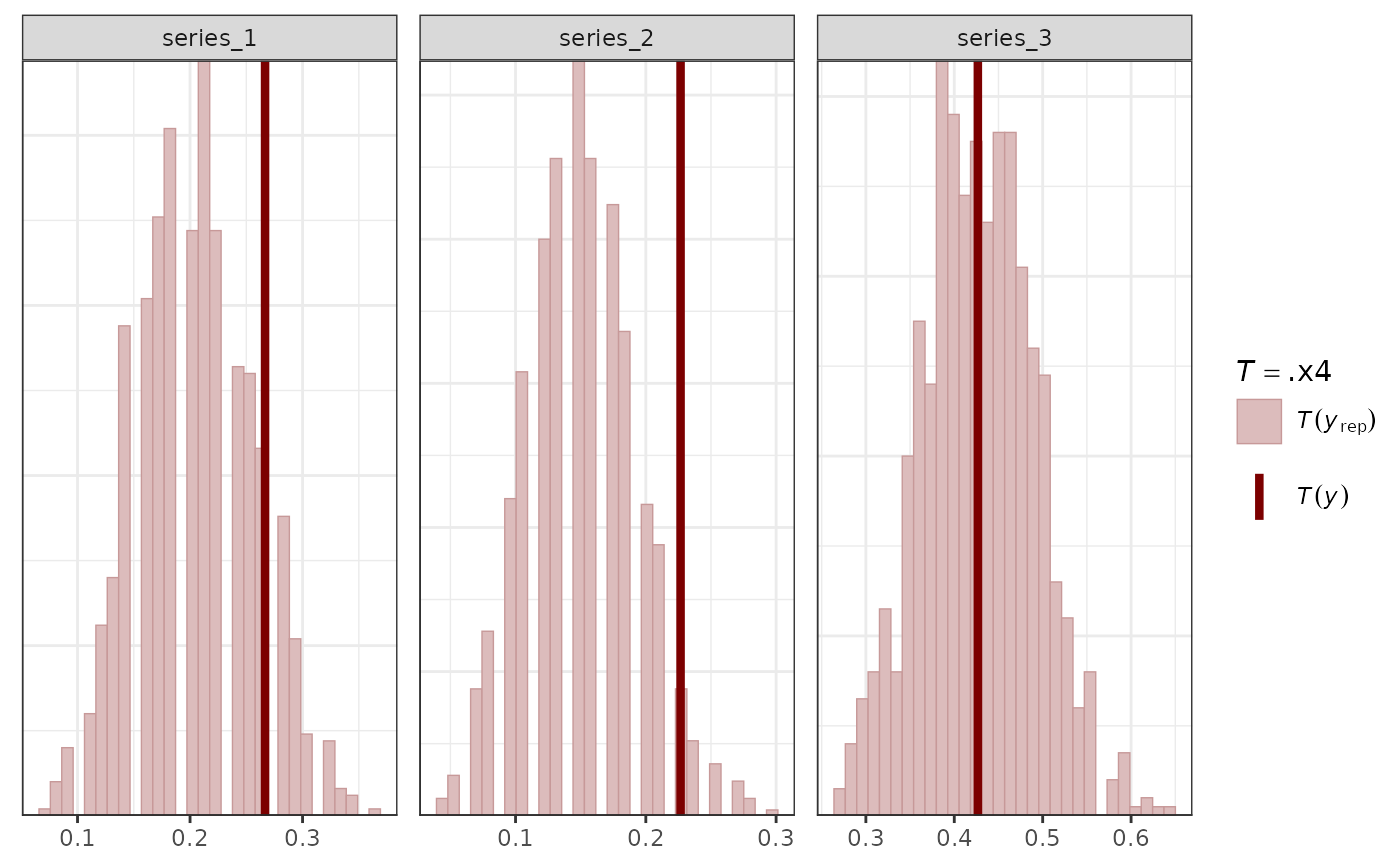 series_1 series_2 series_3
T = .x4
T(y_rep)
T(y)
0.1 0.2 0.3 0.1 0.2 0.3 0.3 0.4 0.5 0.6